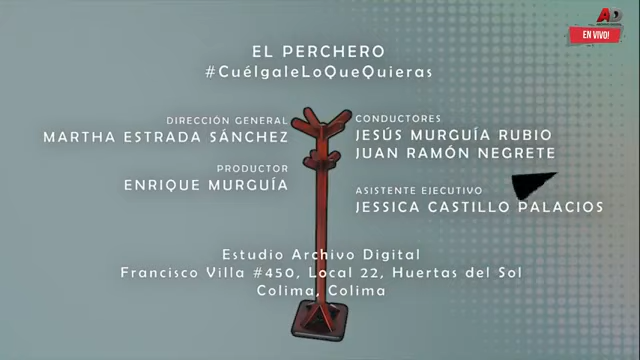 AD
EN VIVO!
EL PERCHERO
#CuélgaleLoQueQuieras
DIRECCIÓN GENERAL
MARTHA ESTRADA SÁNCHEZ
PRODUCTOR
ENRIQUE MURGUÍA
CONDUCTORES
JESÚS MURGUÍA RUBIO
JUAN RAMÓN NEGRETE
ASISTENTE EJECUTIVO
JESSICA CASTILLO PALACIOS
Estudio Archivo Digital
Francisco Villa #450, Local 22, Huertas del Sol
Colima, Colima